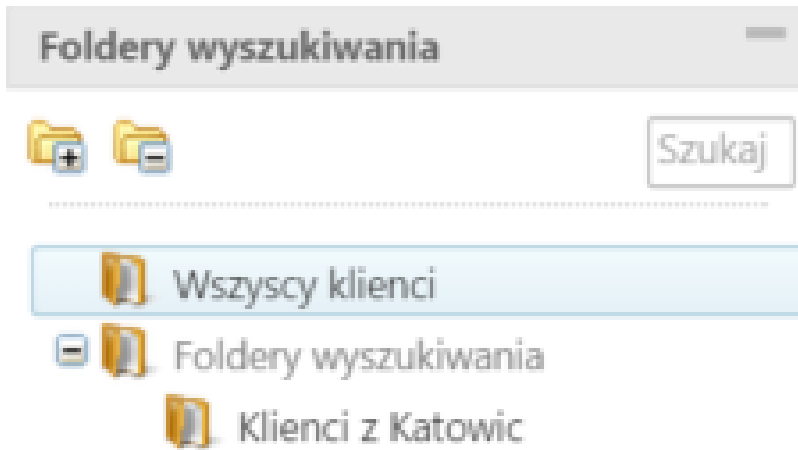 Foldery wyszukiwania
Szukaj
Wszyscy klienci
Foldery wyszukiwania
Klienci z Katowic